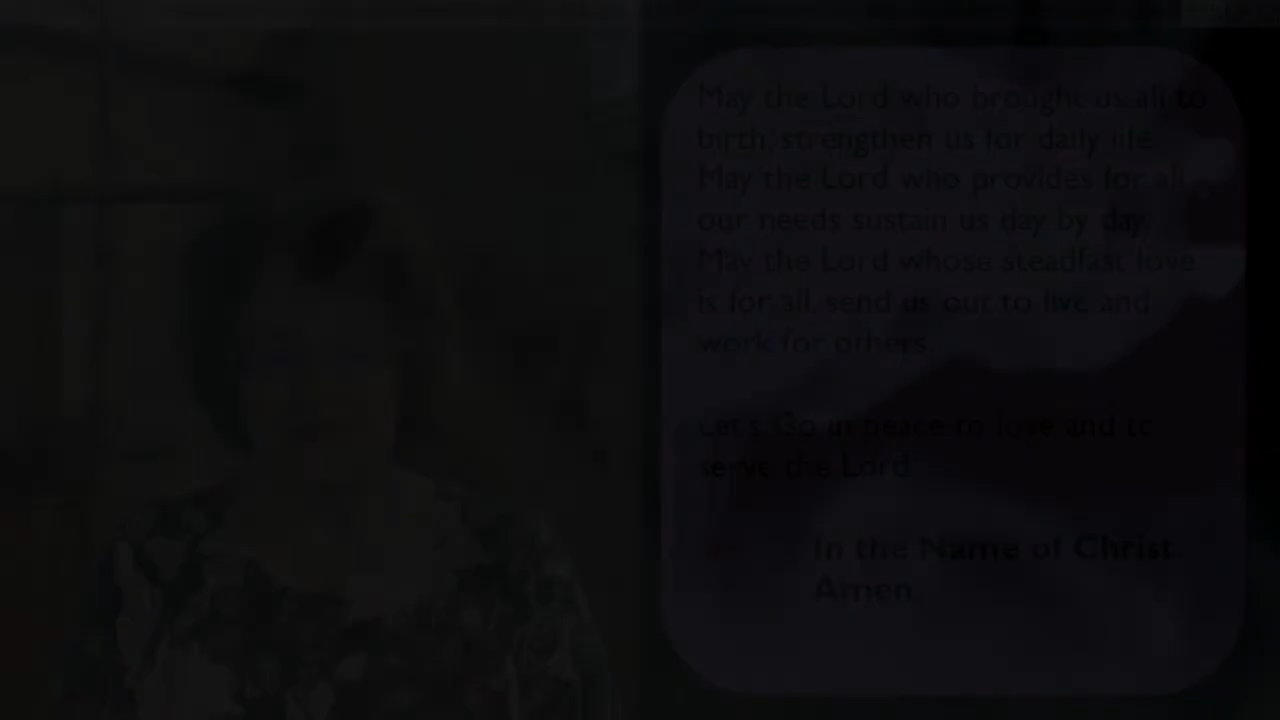 May the Lord who brought us all to
birth, strengthen us for daily life.
May the Lord who provides for all
our needs sustain us day by day.
May the Lord whose steadfast love
is for all, send us out to live and
work for others.
Let's Go in peace to love and to
serve the Lord
In the Name of Christ.
Amen.